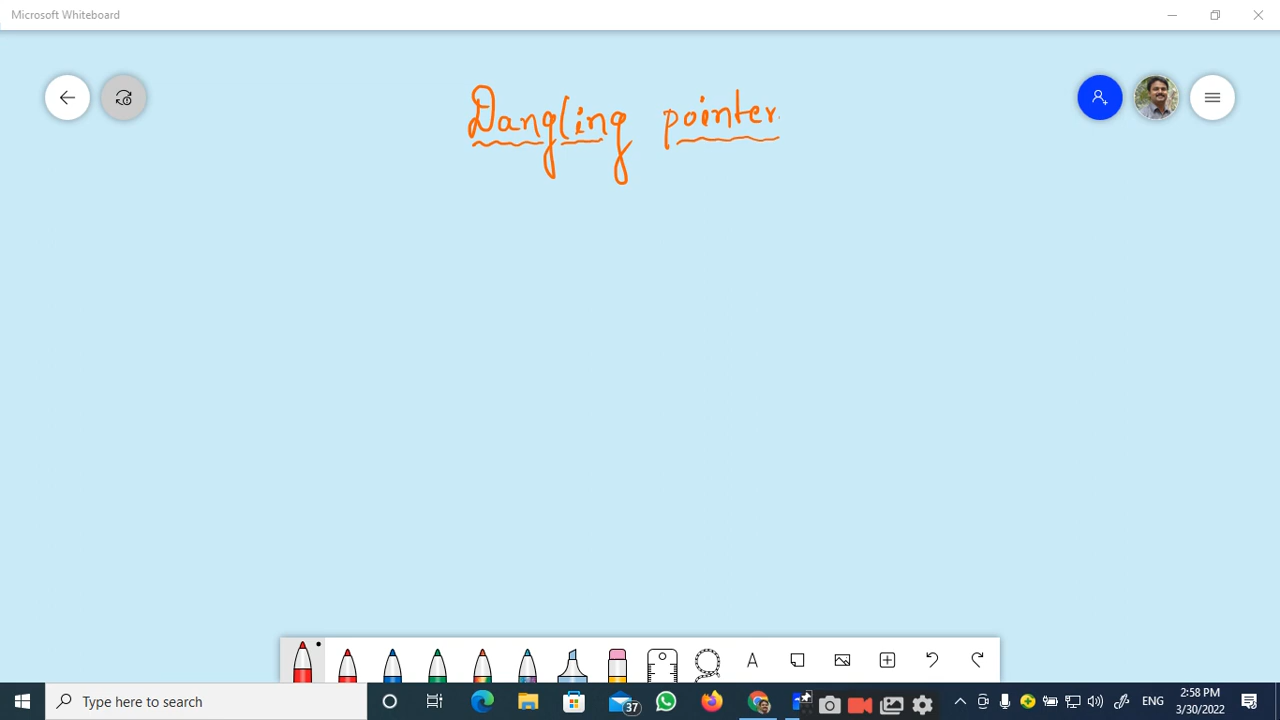 Microsoft Whiteboard
Dangling pointer
A
Type here to search
37
ENG
2:58 PM
3/30/2022